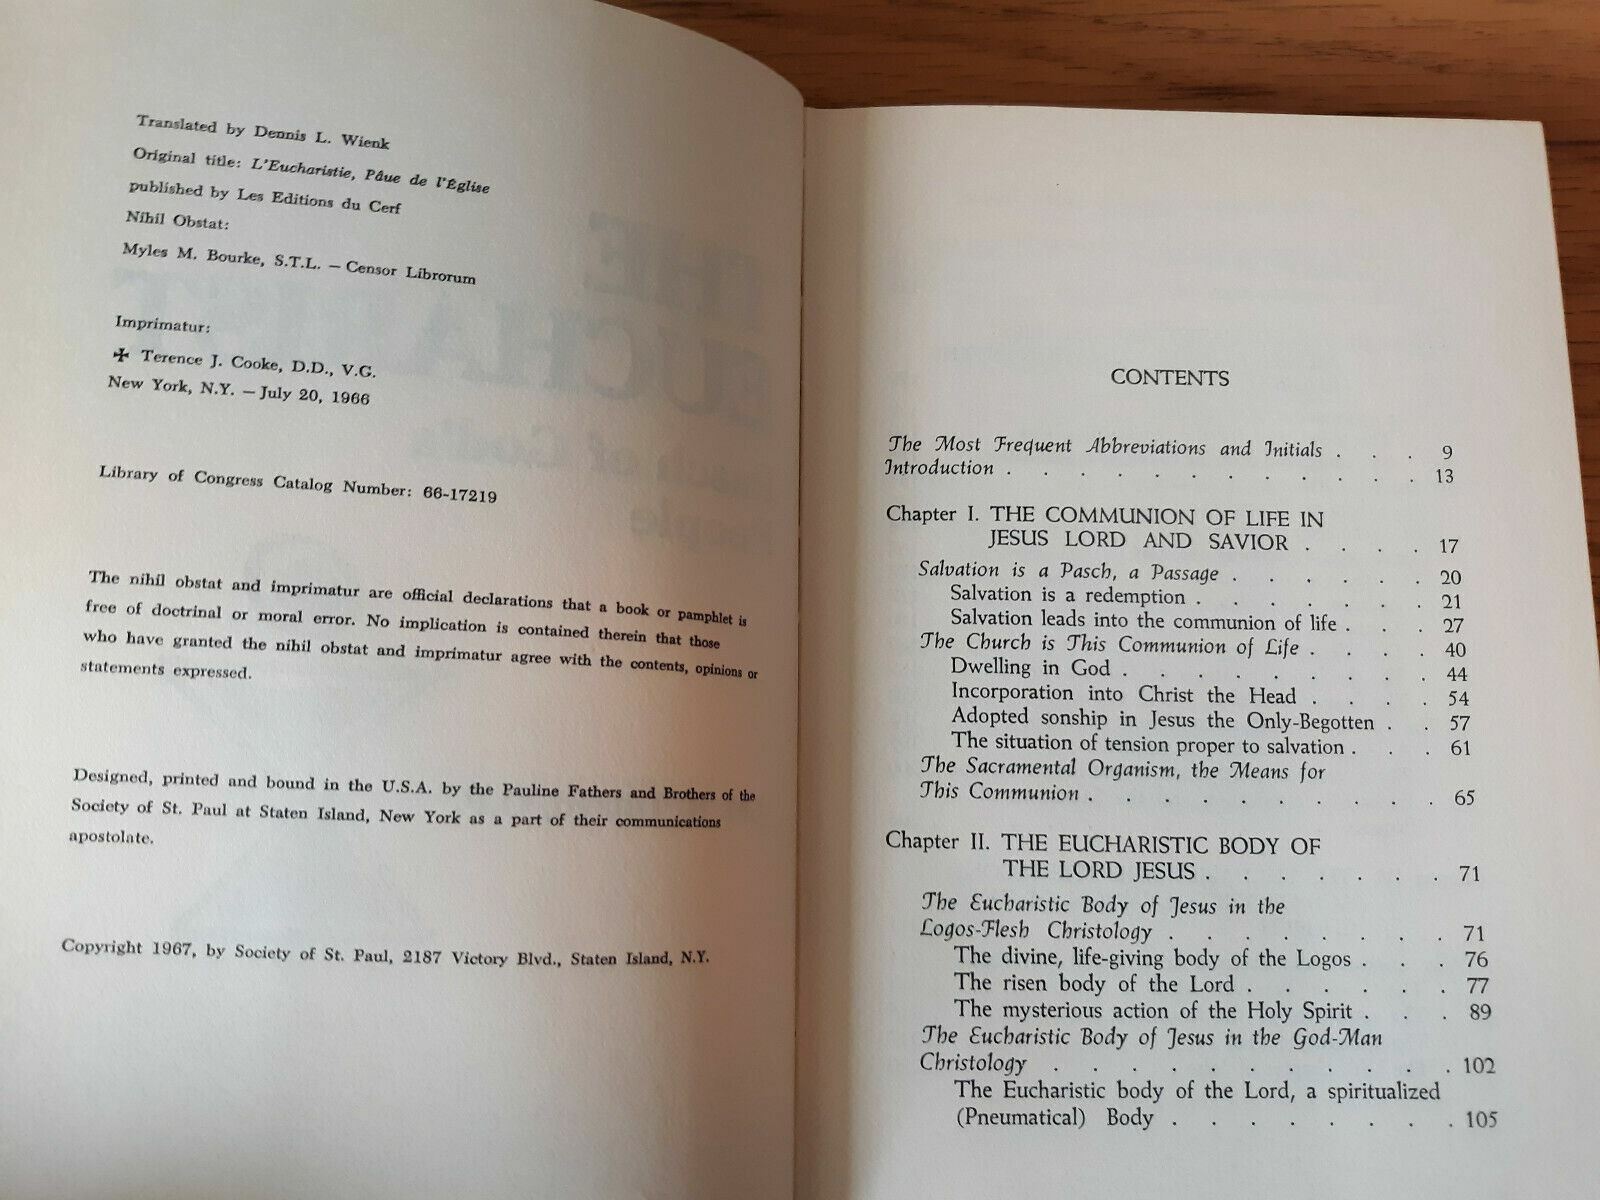 Translated by Dennis L. Wienk
Original title: L'Eucharistie, Pâue de l'Église
published by Les Editions du Cerf
Nihil Obstat:
Myles M. Bourke, S.T.L. — Censor Librorum
Imprimatur:
✠ Terence J. Cooke, D.D., V.G.
New York, N.Y. — July 20, 1966
Library of Congress Catalog Number: 66-17219
The nihil obstat and imprimatur are official declarations that a book or pamphlet is
free of doctrinal or moral error. No implication is contained therein that those
who have granted the nihil obstat and imprimatur agree with the contents, opinions or
statements expressed.
Designed, printed and bound in the U.S.A. by the Pauline Fathers and Brothers of the
Society of St. Paul at Staten Island, New York as a part of their communications
apostolate.
Copyright 1967, by Society of St. Paul, 2187 Victory Blvd., Staten Island, N.Y.
CONTENTS
The Most Frequent Abbreviations and Initials . . . 9
Introduction . . . . . . . . . . 13
Chapter I. THE COMMUNION OF LIFE IN
JESUS LORD AND SAVIOR . . . . 17
Salvation is a Pasch, a Passage . . . . . . 20
Salvation is a redemption . . . . . . . 21
Salvation leads into the communion of life . . . 27
The Church is This Communion of Life . . . . 40
Dwelling in God . . . . . . . . 44
Incorporation into Christ the Head . . . . 54
Adopted sonship in Jesus the Only-Begotten . . 57
The situation of tension proper to salvation . . . 61
The Sacramental Organism, the Means for
This Communion . . . . . . . . . 65
Chapter II. THE EUCHARISTIC BODY OF
THE LORD JESUS . . . . . . . 71
The Eucharistic Body of Jesus in the
Logos-Flesh Christology . . . . . . . . 71
The divine, life-giving body of the Logos . . . 76
The risen body of the Lord . . . . . . 77
The mysterious action of the Holy Spirit . . . 89
The Eucharistic Body of Jesus in the God-Man
Christology . . . . . . . . . . . 102
The Eucharistic body of the Lord, a spiritualized
(Pneumatical) Body . . . . . . . . 105